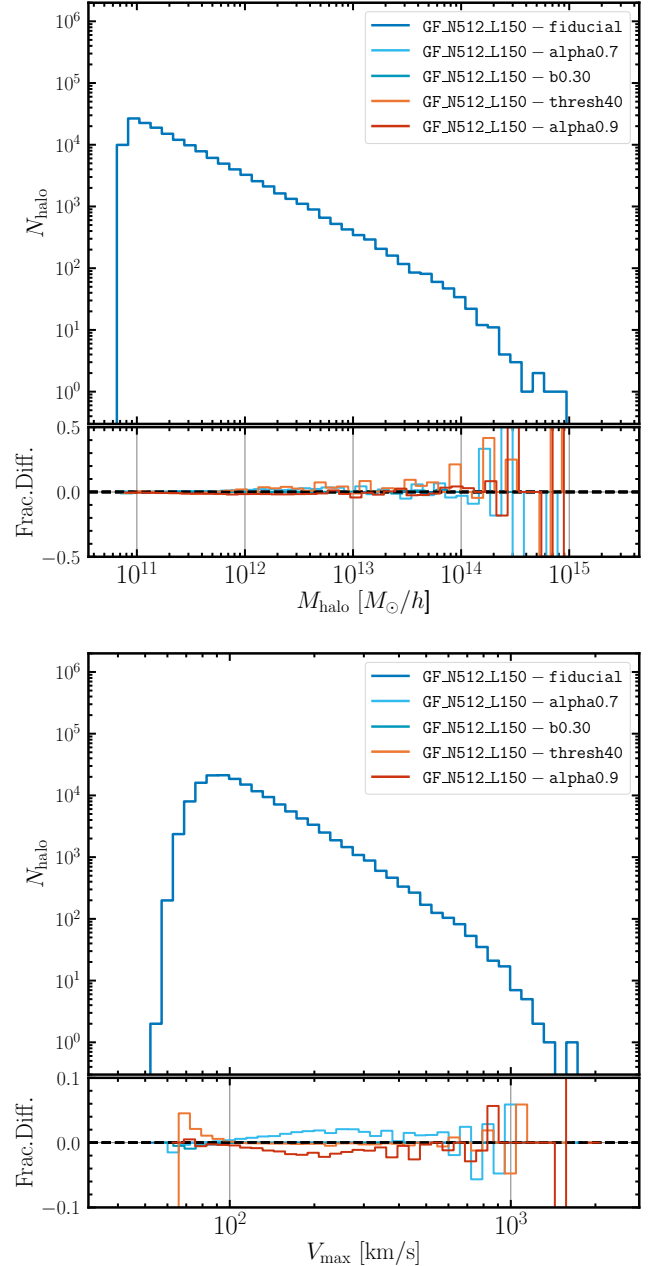 10^6
10^5
10^4
10^3
10^2
10^1
10^0
N_halo
GF_N512_L150 − fiducial
GF_N512_L150 − alpha0.7
GF_N512_L150 − b0.30
GF_N512_L150 − thresh40
GF_N512_L150 − alpha0.9
0.5
0.0
−0.5
Frac.Diff.
10^11 10^12 10^13 10^14 10^15
M_halo [M_⊙/h]
10^6
10^5
10^4
10^3
10^2
10^1
10^0
N_halo
GF_N512_L150 − fiducial
GF_N512_L150 − alpha0.7
GF_N512_L150 − b0.30
GF_N512_L150 − thresh40
GF_N512_L150 − alpha0.9
0.1
0.0
−0.1
Frac.Diff.
10^2 10^3
V_max [km/s]